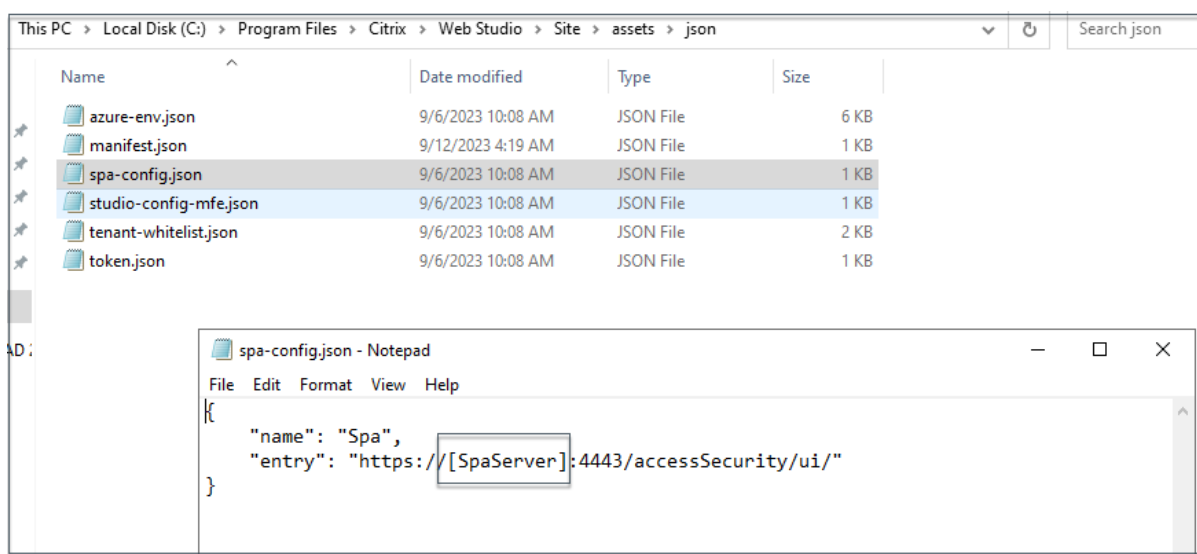 This PC > Local Disk (C:) > Program Files > Citrix > Web Studio > Site > assets > json Search json
Name Date modified Type Size
azure-env.json 9/6/2023 10:08 AM JSON File 6 KB
manifest.json 9/12/2023 4:19 AM JSON File 1 KB
spa-config.json 9/6/2023 10:08 AM JSON File 1 KB
studio-config-mfe.json 9/6/2023 10:08 AM JSON File 1 KB
tenant-whitelist.json 9/6/2023 10:08 AM JSON File 2 KB
token.json 9/6/2023 10:08 AM JSON File 1 KB
spa-config.json - Notepad
File Edit Format View Help
{
"name": "Spa",
"entry": "https://[SpaServer]:4443/accessSecurity/ui/"
}